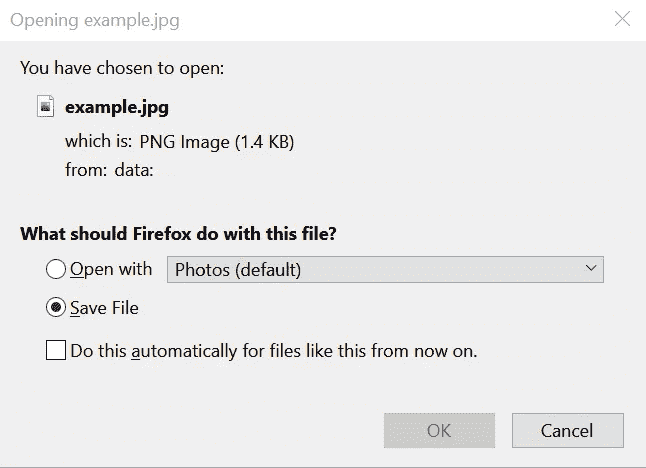 Opening example.jpg
You have chosen to open:
example.jpg
which is: PNG Image (1.4 KB)
from: data:
What should Firefox do with this file?
Open with Photos (default)
Save File
Do this automatically for files like this from now on.
OK Cancel